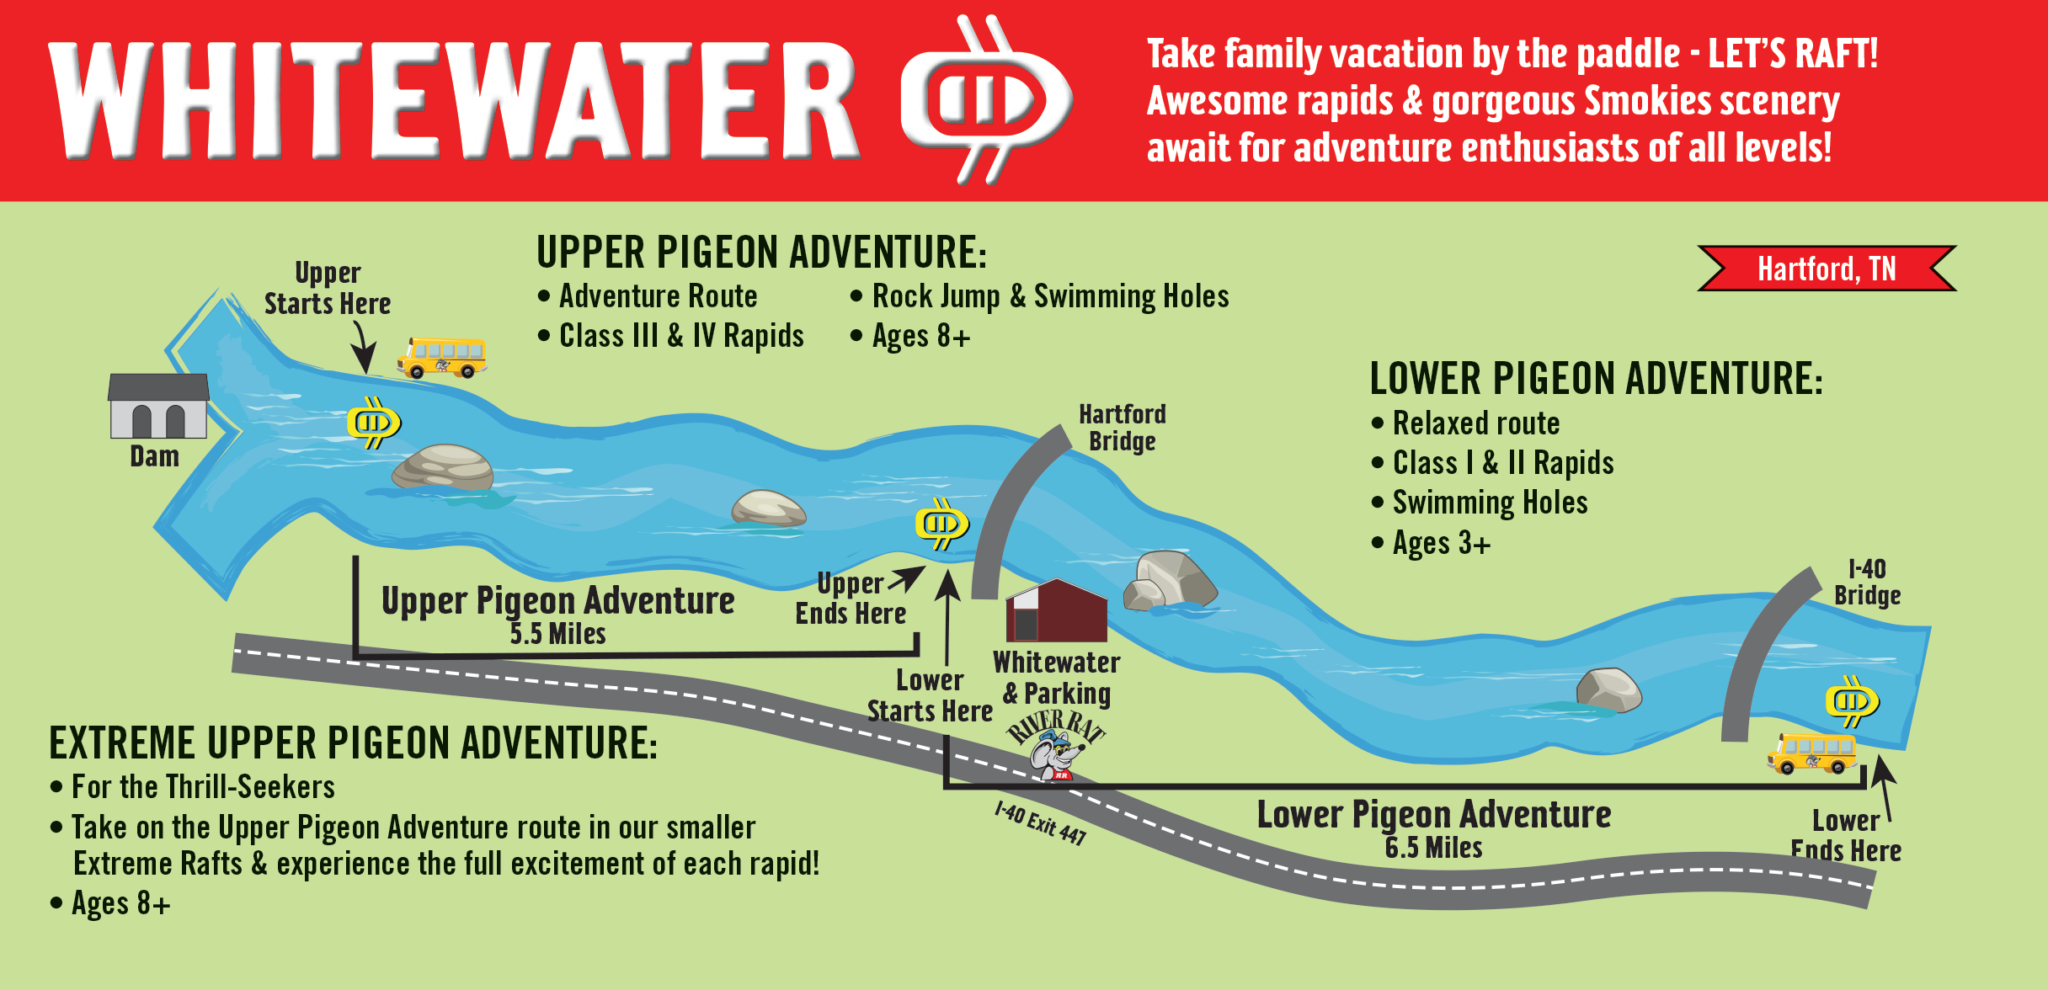 WHITEWATER
Take family vacation by the paddle - LET'S RAFT!
Awesome rapids & gorgeous Smokies scenery
await for adventure enthusiasts of all levels!
Upper
Starts Here
UPPER PIGEON ADVENTURE:
• Adventure Route
• Class III & IV Rapids
• Rock Jump & Swimming Holes
• Ages 8+
Hartford, TN
Dam
Hartford
Bridge
LOWER PIGEON ADVENTURE:
• Relaxed route
• Class I & II Rapids
• Swimming Holes
• Ages 3+
I-40
Bridge
Upper Pigeon Adventure
5.5 Miles
Upper
Ends Here
Lower
Starts Here
Whitewater
& Parking
RIVER RAT
RR
I-40 Exit 447
Lower Pigeon Adventure
6.5 Miles
Lower
Ends Here
EXTREME UPPER PIGEON ADVENTURE:
• For the Thrill-Seekers
• Take on the Upper Pigeon Adventure route in our smaller
Extreme Rafts & experience the full excitement of each rapid!
• Ages 8+